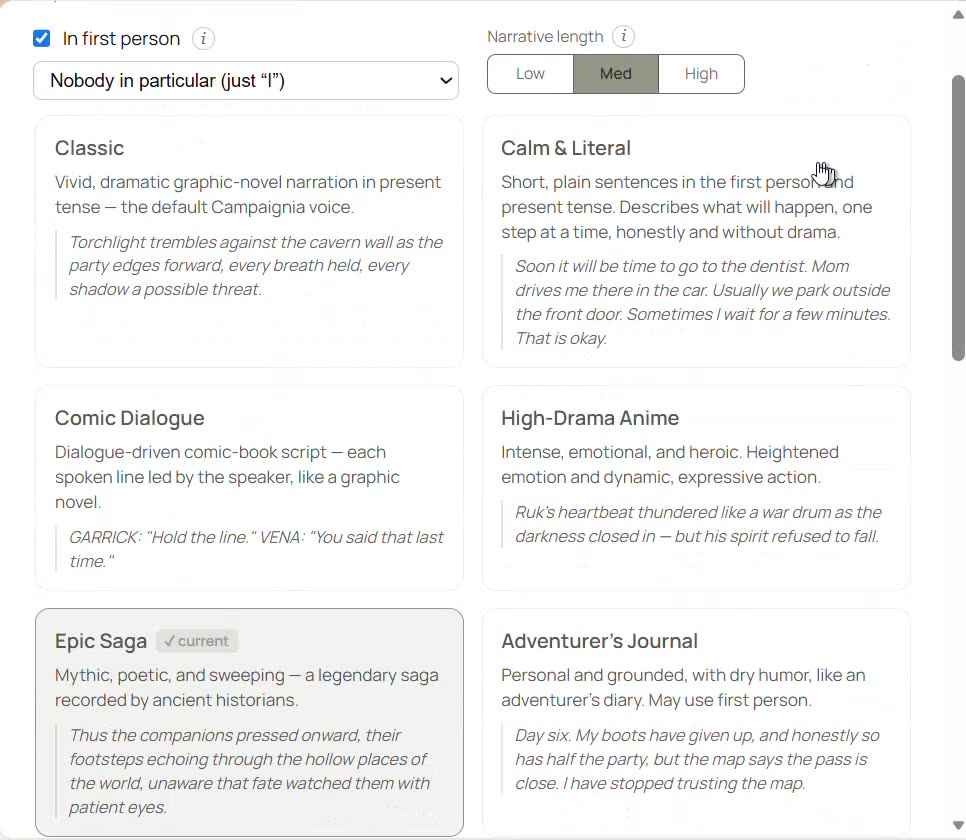 In first person i
Narrative length i
Nobody in particular (just “I”)
Low Med High
Classic
Vivid, dramatic graphic-novel narration in present
tense — the default Campaignia voice.
Torchlight trembles against the cavern wall as the
party edges forward, every breath held, every
shadow a possible threat.
Calm & Literal
Short, plain sentences in the first person and
present tense. Describes what will happen, one
step at a time, honestly and without drama.
Soon it will be time to go to the dentist. Mom
drives me there in the car. Usually we park outside
the front door. Sometimes I wait for a few minutes.
That is okay.
Comic Dialogue
Dialogue-driven comic-book script — each
spoken line led by the speaker, like a graphic
novel.
GARRICK: "Hold the line." VENA: "You said that last
time."
High-Drama Anime
Intense, emotional, and heroic. Heightened
emotion and dynamic, expressive action.
Ruk's heartbeat thundered like a war drum as the
darkness closed in — but his spirit refused to fall.
Epic Saga ✓ current
Mythic, poetic, and sweeping — a legendary saga
recorded by ancient historians.
Thus the companions pressed onward, their
footsteps echoing through the hollow places of
the world, unaware that fate watched them with
patient eyes.
Adventurer's Journal
Personal and grounded, with dry humor, like an
adventurer's diary. May use first person.
Day six. My boots have given up, and honestly so
has half the party, but the map says the pass is
close. I have stopped trusting the map.